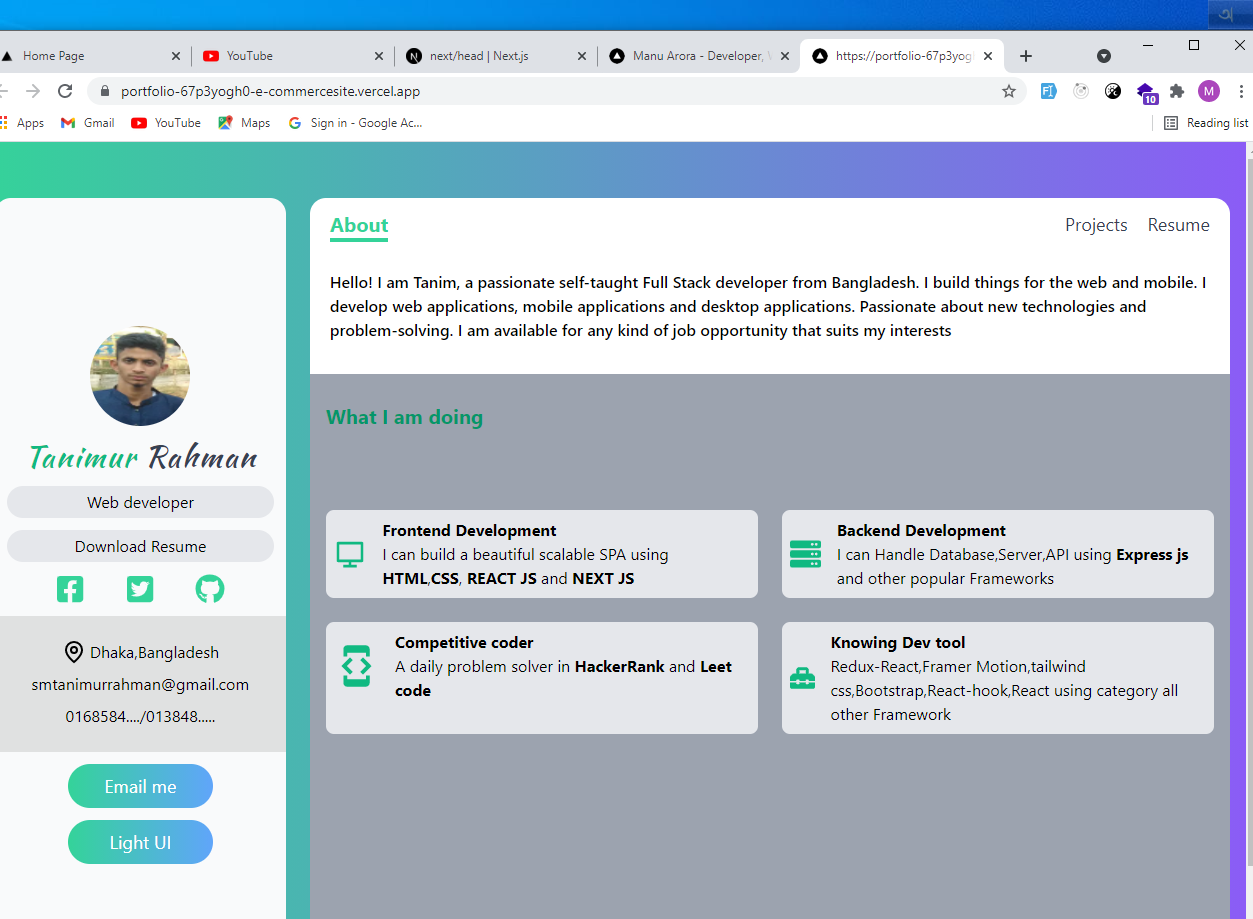 অ
Home Page
YouTube
next/head | Next.js
Manu Arora - Developer,
https://portfolio-67p3yogh
portfolio-67p3yogh0-e-commercesite.vercel.app
10
M
Apps
Gmail
YouTube
Maps
Sign in - Google Ac...
Reading list
About
Projects
Resume
Hello! I am Tanim, a passionate self-taught Full Stack developer from Bangladesh. I build things for the web and mobile. I
develop web applications, mobile applications and desktop applications. Passionate about new technologies and
problem-solving. I am available for any kind of job opportunity that suits my interests
Tanimur Rahman
Web developer
Download Resume
Dhaka,Bangladesh
smtanimurrahman@gmail.com
0168584..../013848.....
Email me
Light UI
What I am doing
Frontend Development
I can build a beautiful scalable SPA using
HTML,CSS, REACT JS and NEXT JS
Backend Development
I can Handle Database,Server,API using Express js
and other popular Frameworks
Competitive coder
A daily problem solver in HackerRank and Leet
code
Knowing Dev tool
Redux-React,Framer Motion,tailwind
css,Bootstrap,React-hook,React using category all
other Framework